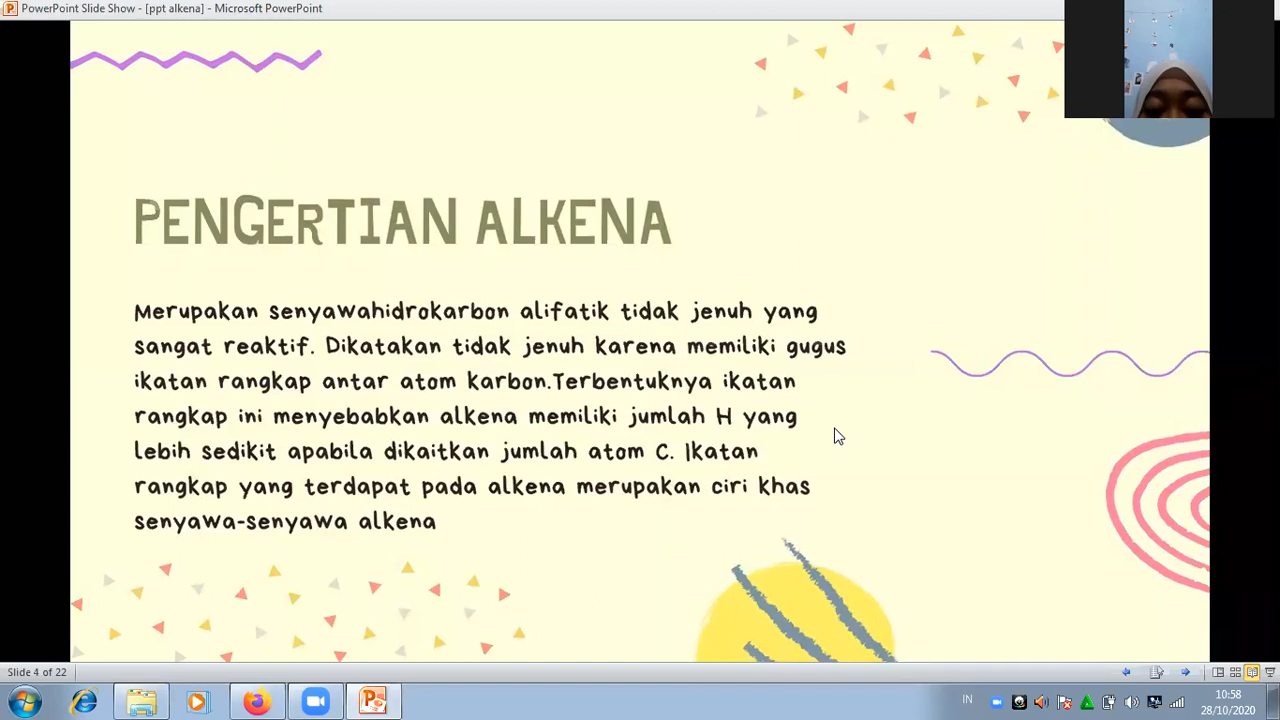 PowerPoint Slide Show - [ppt alkena] - Microsoft PowerPoint
PENGERTIAN ALKENA
Merupakan senyawahidrokarbon alifatik tidak jenuh yang
sangat reaktif. Dikatakan tidak jenuh karena memiliki gugus
ikatan rangkap antar atom karbon.Terbentuknya ikatan
rangkap ini menyebabkan alkena memiliki jumlah H yang
lebih sedikit apabila dikaitkan jumlah atom C. Ikatan
rangkap yang terdapat pada alkena merupakan ciri khas
senyawa-senyawa alkena
Slide 4 of 22
IN
10:58
28/10/2020